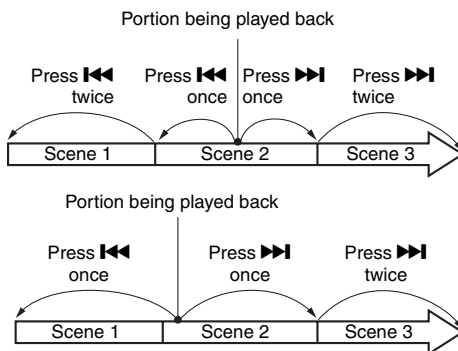 Portion being played back
Press ⏮ Press ⏮ Press ⏭ Press ⏭
twice once once twice
Scene 1 Scene 2 Scene 3
Portion being played back
Press ⏮ Press ⏭ Press ⏭
once once twice
Scene 1 Scene 2 Scene 3